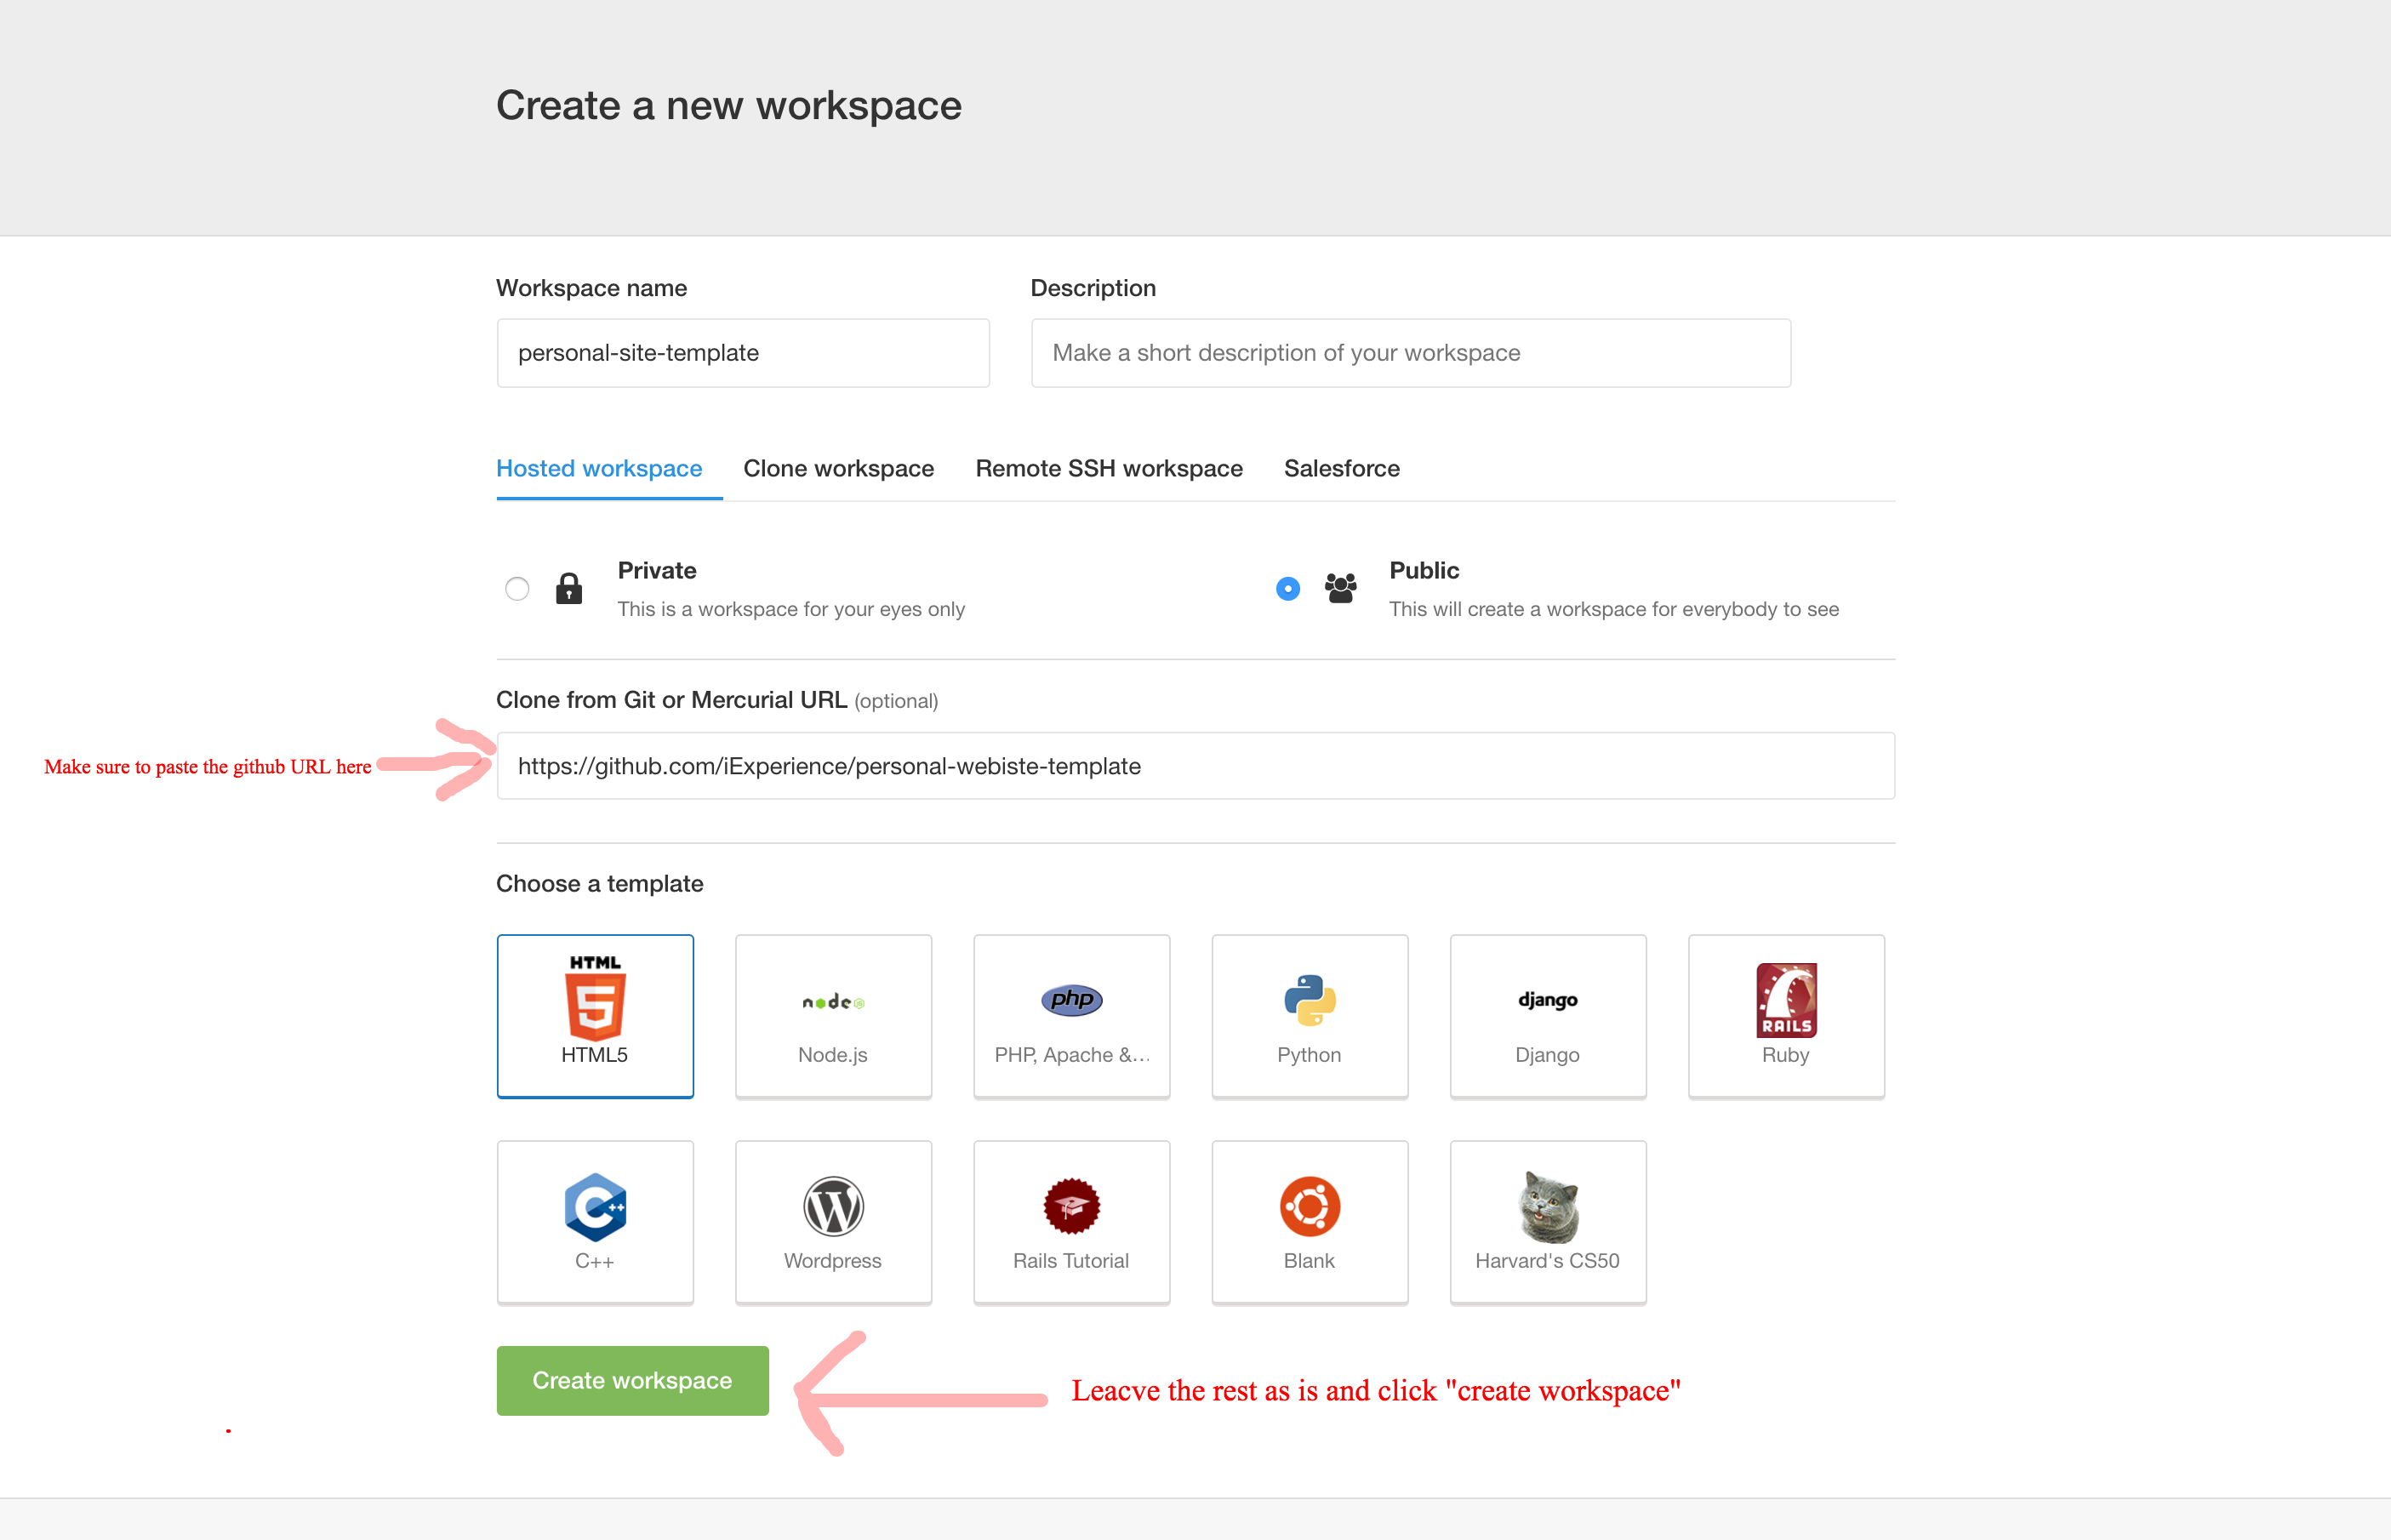 Create a new workspace
Workspace name
Description
personal-site-template
Make a short description of your workspace
Hosted workspace
Clone workspace
Remote SSH workspace
Salesforce
Private
This is a workspace for your eyes only
Public
This will create a workspace for everybody to see
Clone from Git or Mercurial URL (optional)
Make sure to paste the github URL here
https://github.com/iExperience/personal-webiste-template
Choose a template
HTML
5
HTML5
node js
Node.js
php
PHP, Apache &...
Python
django
Django
RAILS
Ruby
C++
C++
W
Wordpress
Rails Tutorial
Blank
Harvard's CS50
Create workspace
Leacve the rest as is and click "create workspace"